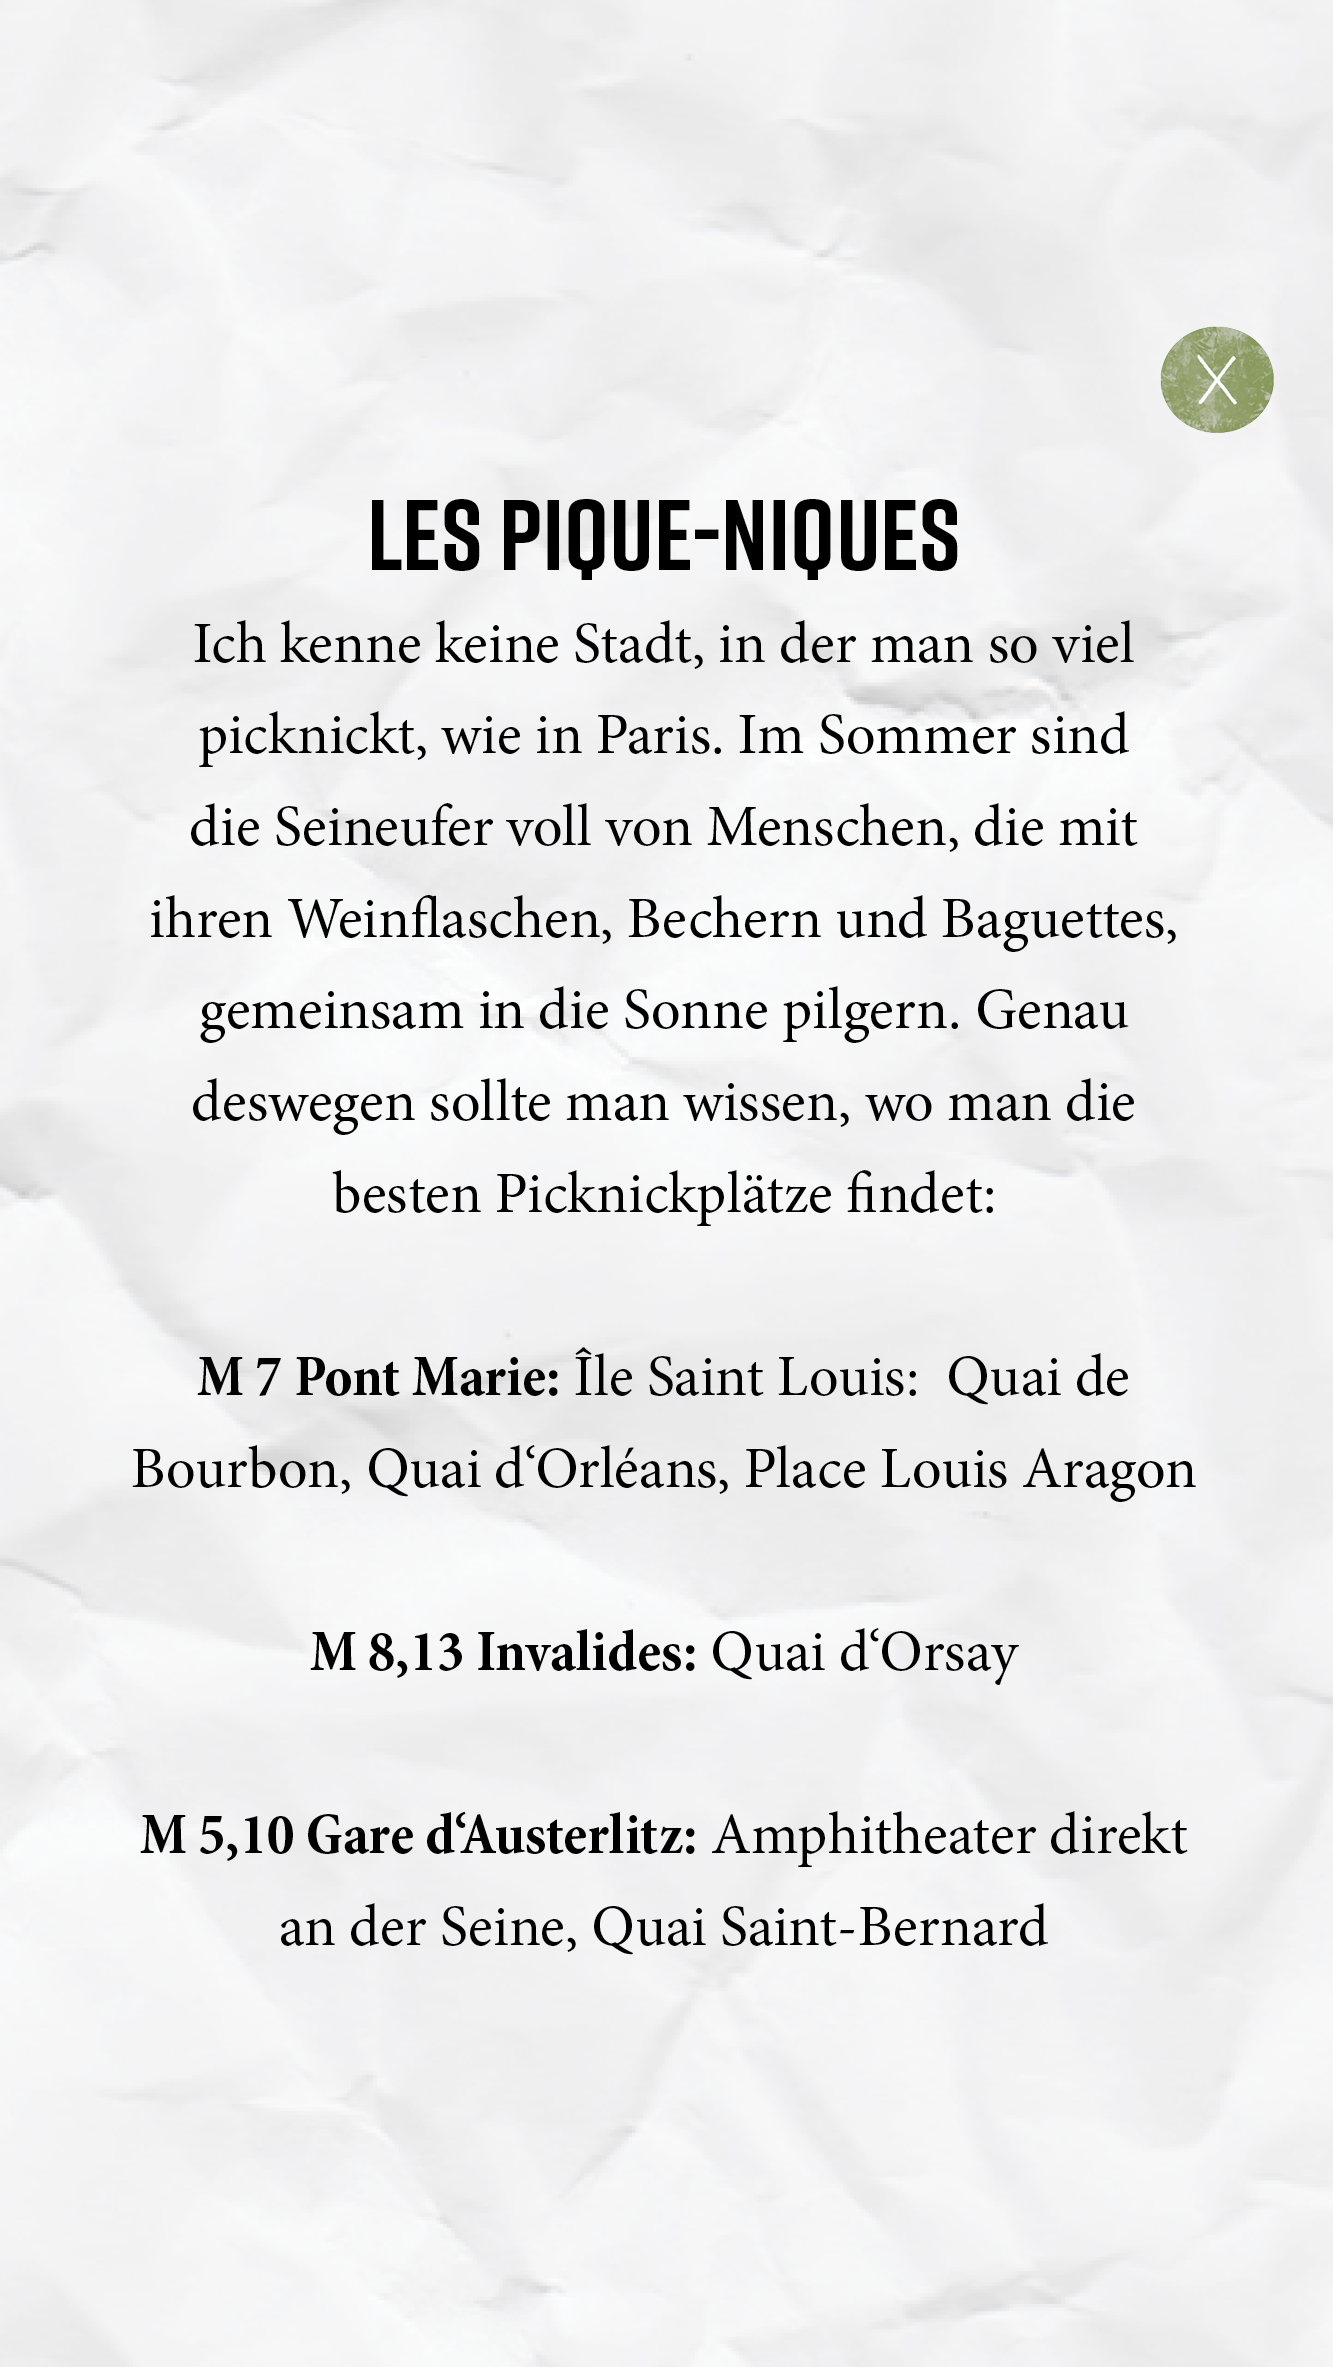 X
LES PIQUE-NIQUES
Ich kenne keine Stadt, in der man so viel
picknickt, wie in Paris. Im Sommer sind
die Seineufer voll von Menschen, die mit
ihren Weinflaschen, Bechern und Baguettes,
gemeinsam in die Sonne pilgern. Genau
deswegen sollte man wissen, wo man die
besten Picknickplätze findet:
M 7 Pont Marie: Île Saint Louis:  Quai de
Bourbon, Quai d‘Orléans, Place Louis Aragon
M 8,13 Invalides: Quai d‘Orsay
M 5,10 Gare d‘Austerlitz: Amphitheater direkt
an der Seine, Quai Saint-Bernard